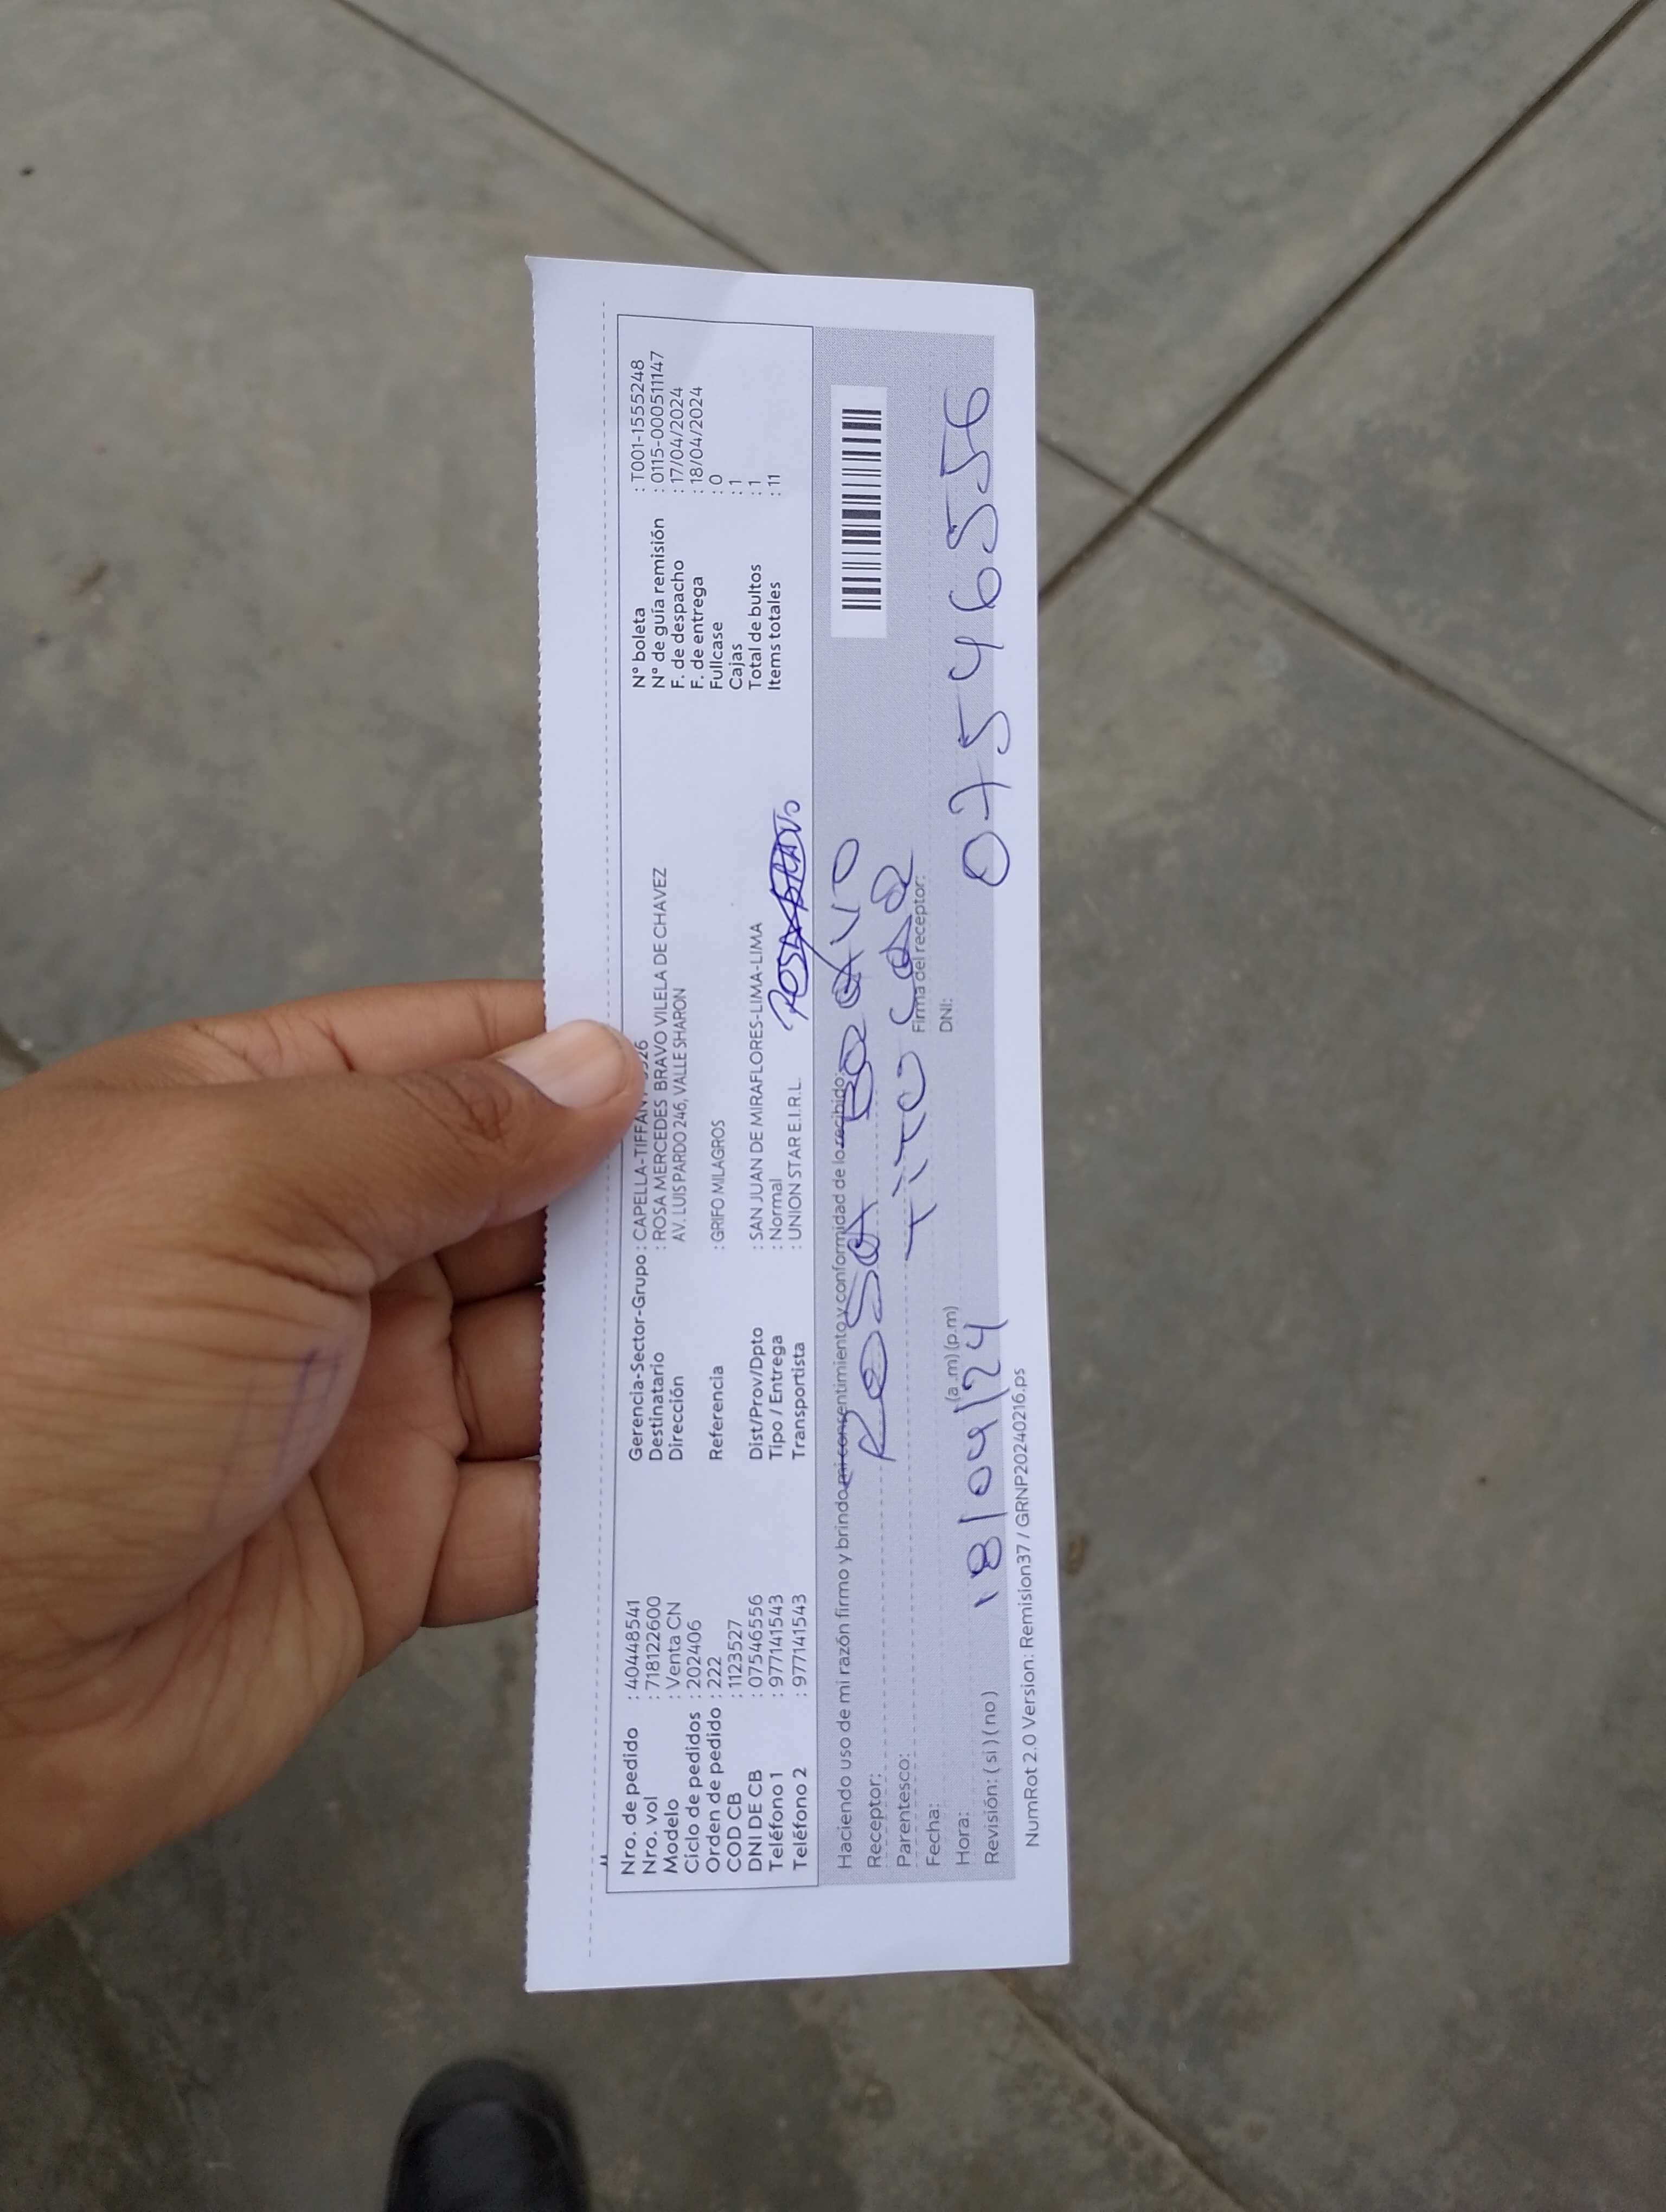 Nro. de pedido : 40448541
Nro. vol : 718122600
Modelo : Venta CN
Ciclo de pedidos : 202406
Orden de pedido : 222
COD CB : 1123527
DNI DE CB : 07546556
Teléfono 1 : 977141543
Teléfono 2 : 977141543
Gerencia-Sector-Grupo : CAPELLA-TIFFAN
Destinatario : ROSA MERCEDES BRAVO VILELA DE CHAVEZ
Dirección AV. LUIS PARDO 246, VALLE SHARON
Referencia : GRIFO MILAGROS
Dist/Prov/Dpto : SAN JUAN DE MIRAFLORES-LIMA-LIMA
Tipo / Entrega : Normal
Transportista : UNION STAR E.I.R.L.
N° boleta : T001-1555248
N° de guía remisión : 0115-000511147
F. de despacho : 17/04/2024
F. de entrega : 18/04/2024
Fullcase : 0
Cajas : 1
Total de bultos : 1
Items totales : 11
Haciendo uso de mi razón firmo y brindo mi consentimiento y conformidad de lo recibido:
Receptor: ROSA BRAVO
Parentesco: TITULAR
Fecha: Firma del receptor:
Hora: 18/04/24 (a .m) (p.m) DNI: 07546556
Revisión: ( si ) ( no )
NumRot 2.0 Version: Remision37 / GRNP20240216.ps